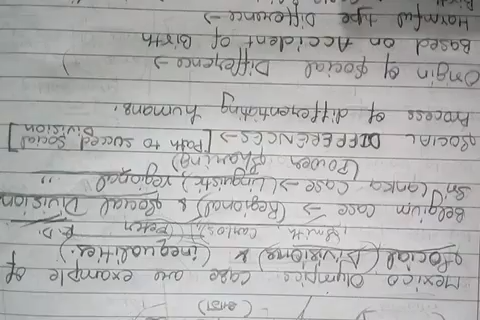 Mexico Olympics case are example of
Social (Divisions) & (inequalities)
Smith Carlos (Peter
Belgium case → (Regional) & Social Division
Sri Lanka case → (Linguistic), regional "
(Power Sharing)
SOCIAL DIFFERENCES → [Path to succed Social Division]
Process of differentiating humans.
Origin of Social Difference →
Based on Accident of Birth
Harmful type Difference →